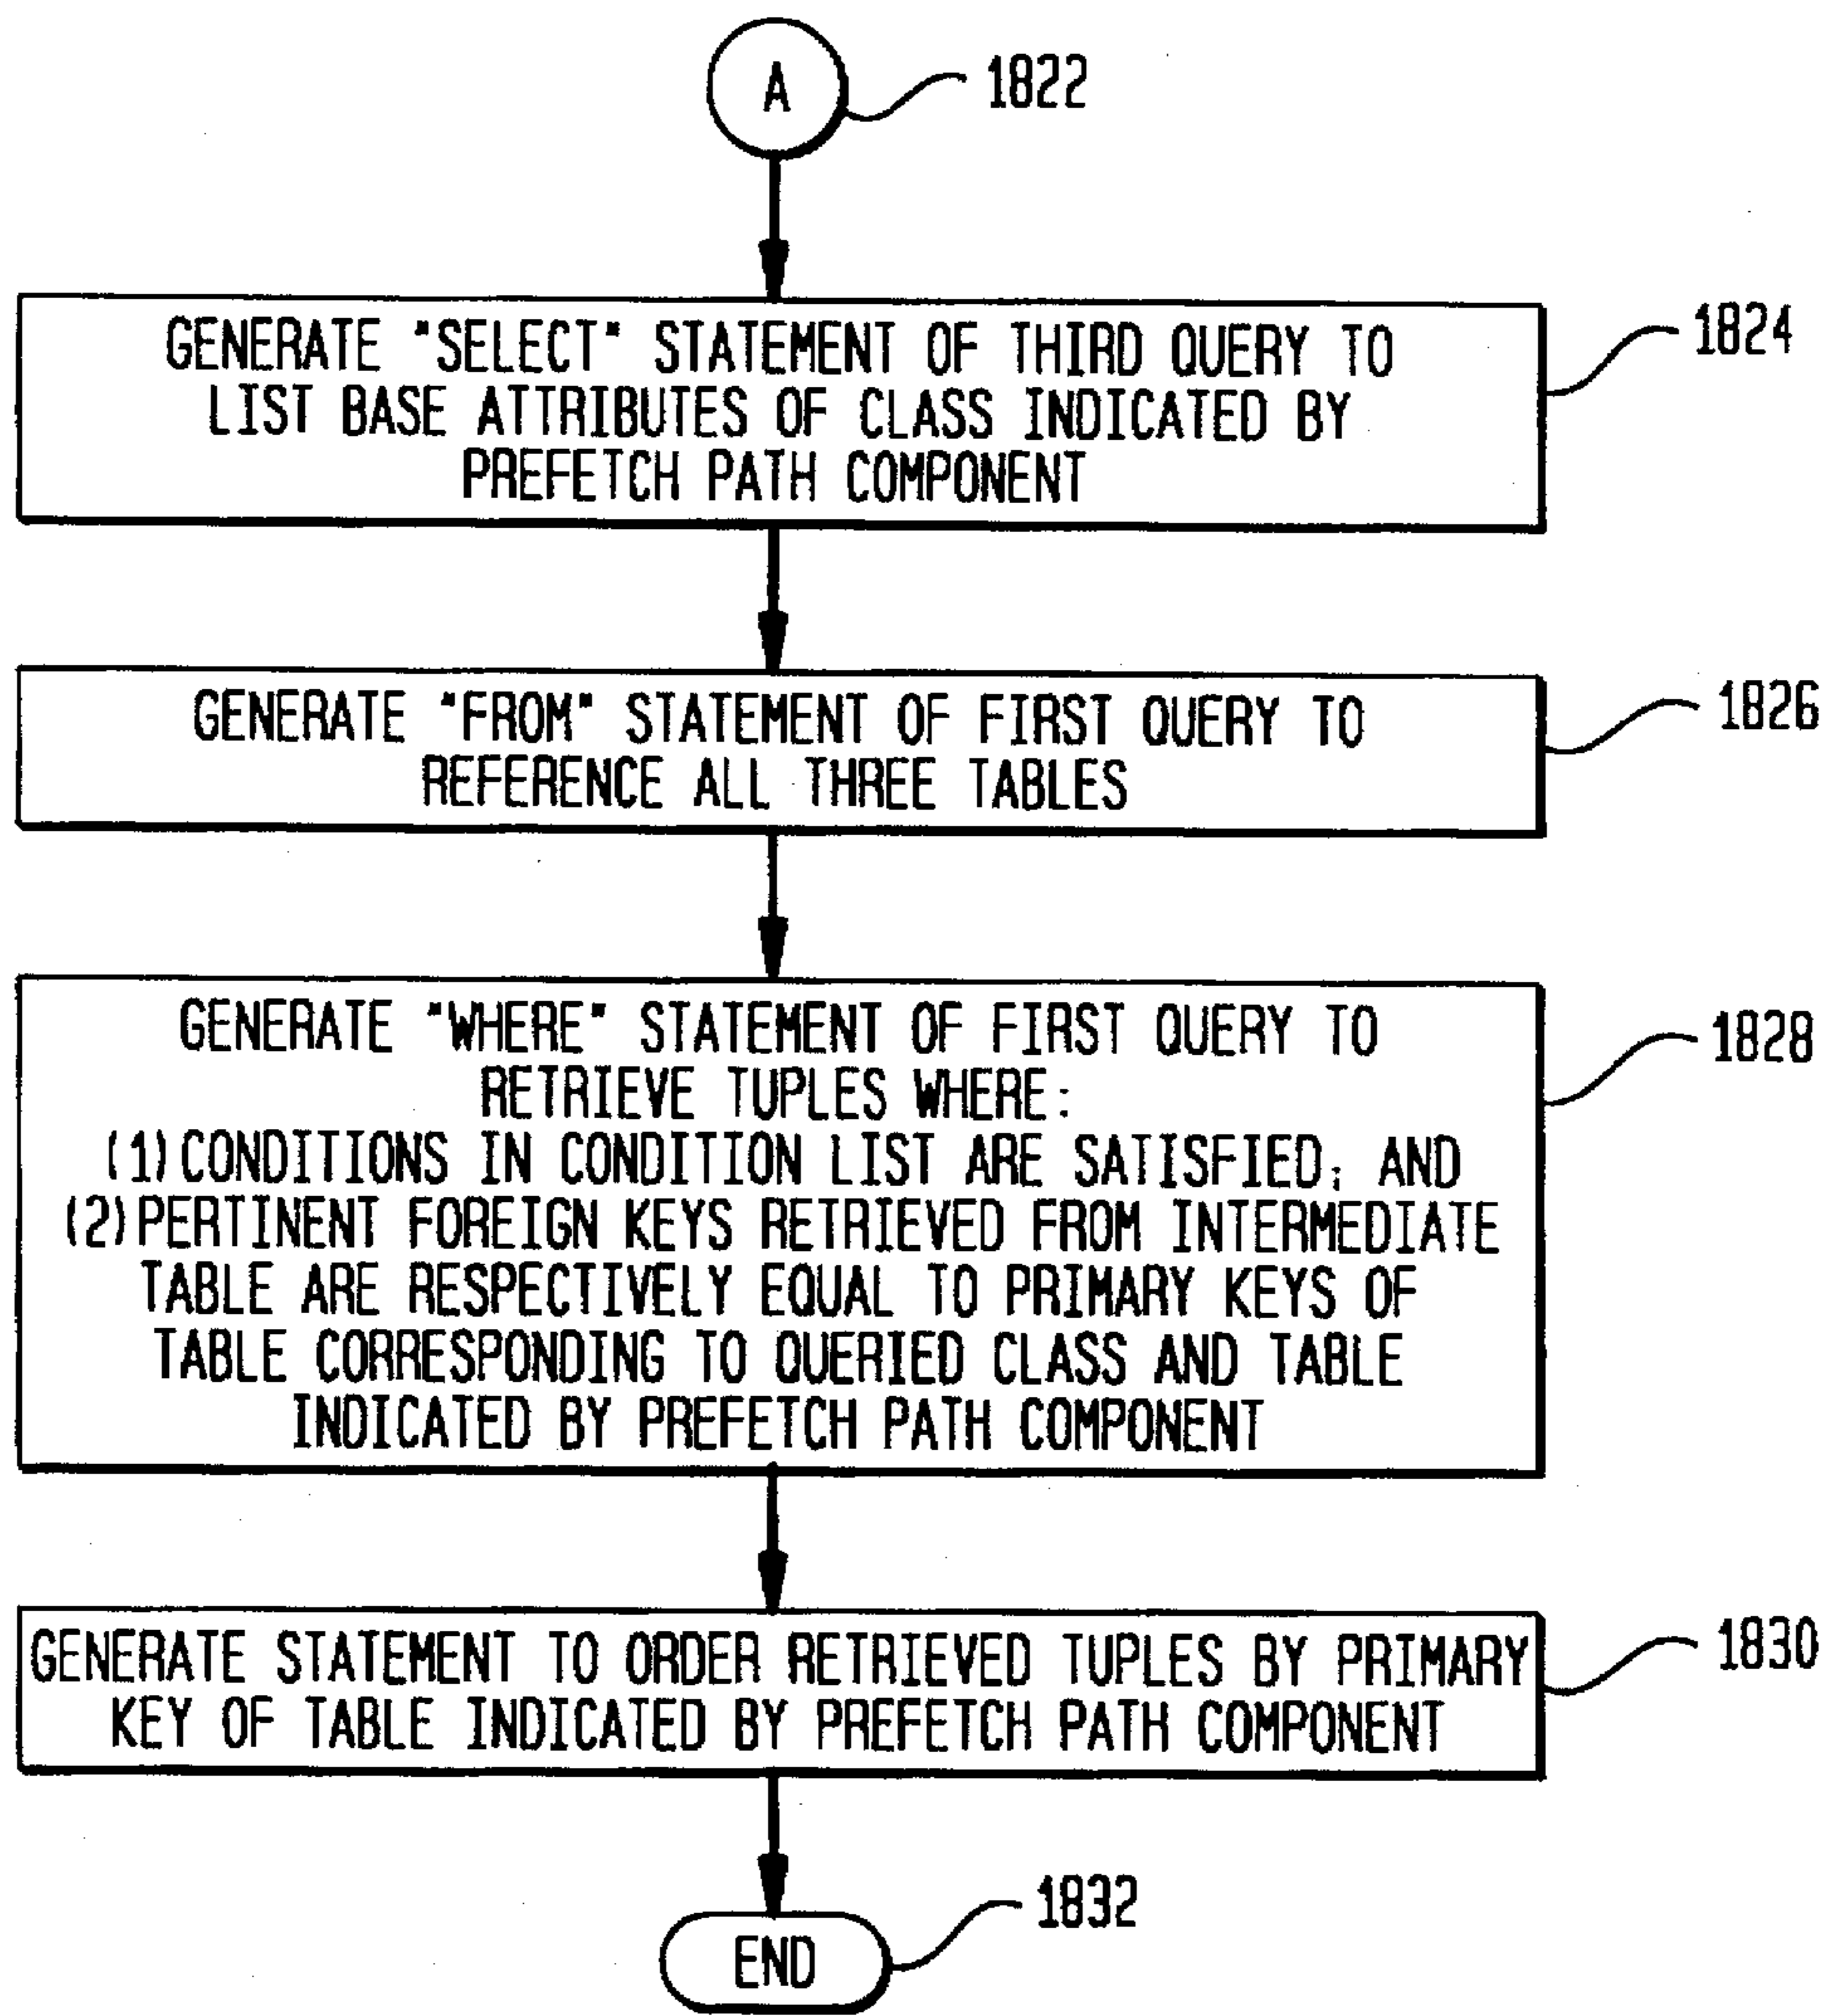 A
1822
GENERATE "SELECT" STATEMENT OF THIRD QUERY TO
LIST BASE ATTRIBUTES OF CLASS INDICATED BY
PREFETCH PATH COMPONENT
1824
GENERATE "FROM" STATEMENT OF FIRST QUERY TO
REFERENCE ALL THREE TABLES
1826
GENERATE "WHERE" STATEMENT OF FIRST QUERY TO
RETRIEVE TUPLES WHERE:
(1) CONDITIONS IN CONDITION LIST ARE SATISFIED; AND
(2) PERTINENT FOREIGN KEYS RETRIEVED FROM INTERMEDIATE
TABLE ARE RESPECTIVELY EQUAL TO PRIMARY KEYS OF
TABLE CORRESPONDING TO QUERIED CLASS AND TABLE
INDICATED BY PREFETCH PATH COMPONENT
1828
GENERATE STATEMENT TO ORDER RETRIEVED TUPLES BY PRIMARY
KEY OF TABLE INDICATED BY PREFETCH PATH COMPONENT
1830
END
1832